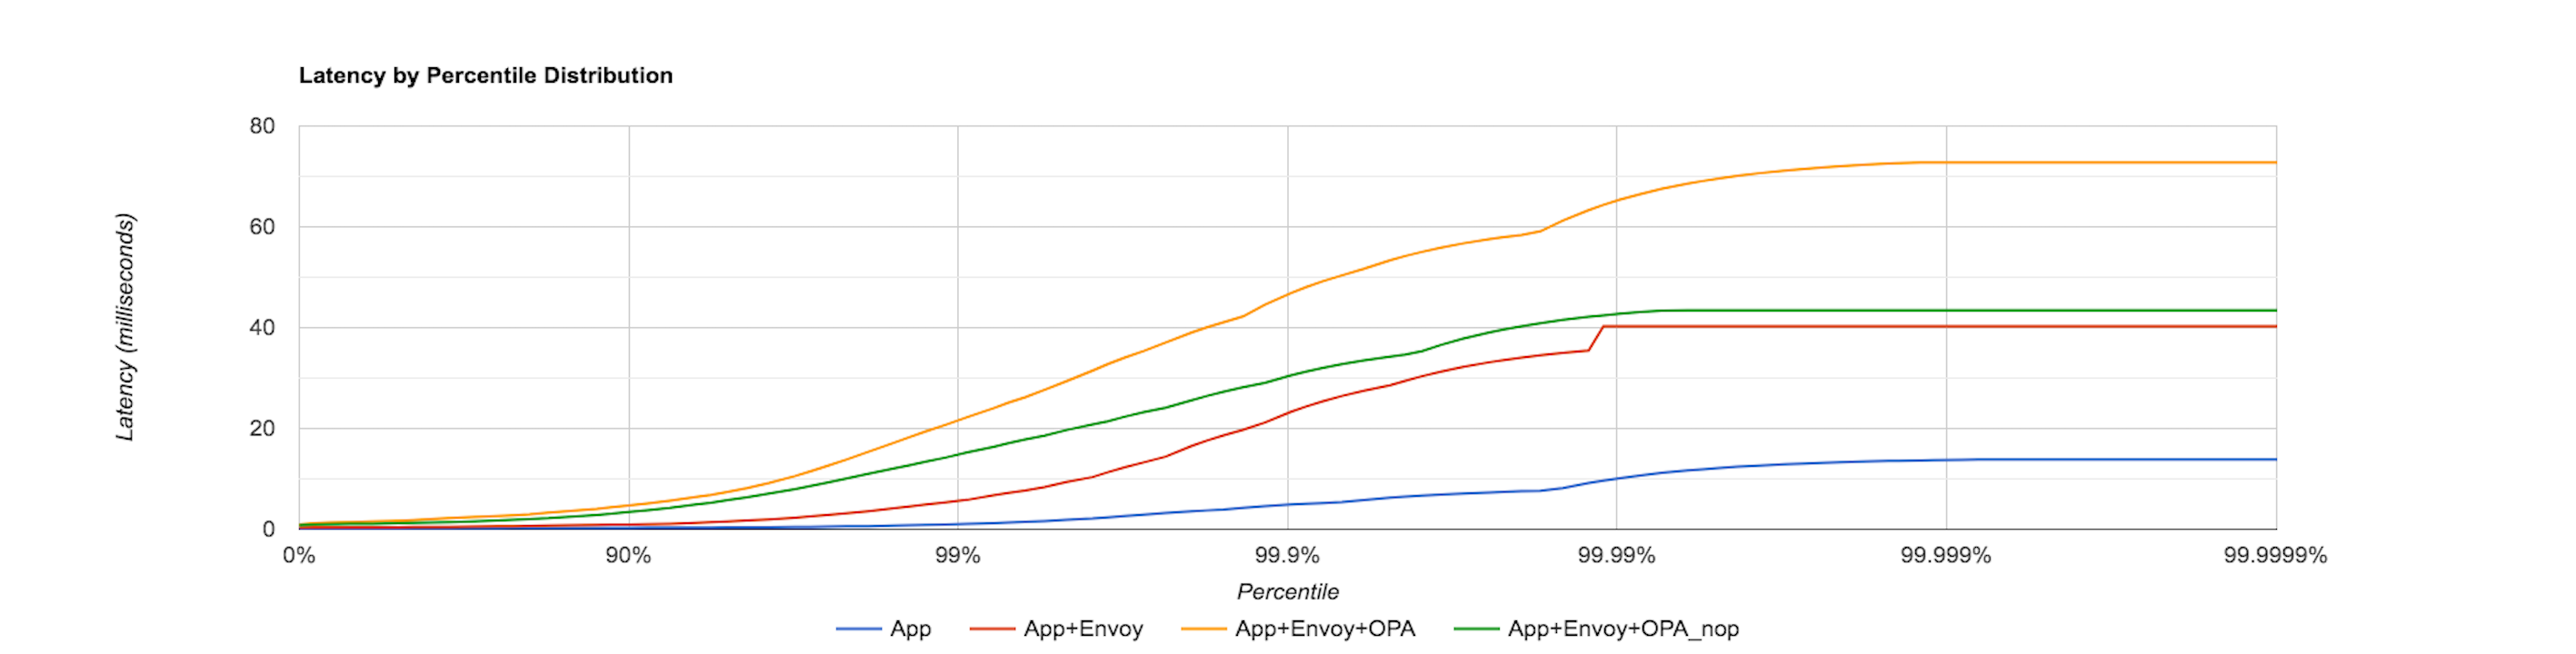 Latency by Percentile Distribution
80
60
40
20
0
Latency (milliseconds)
0% 90% 99% 99.9% 99.99% 99.999% 99.9999%
Percentile
App App+Envoy App+Envoy+OPA App+Envoy+OPA_nop